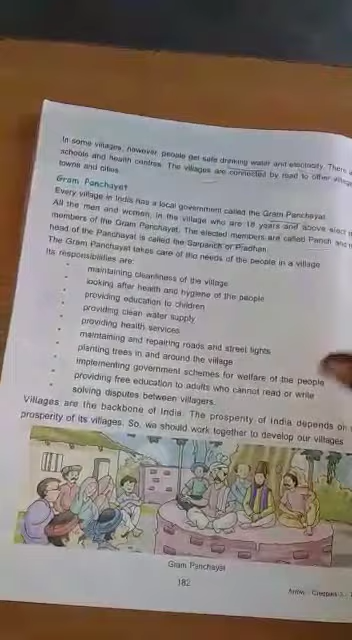 In some villages, however, people get safe drinking water and electricity. There
schools and health centres. The villages are connected by road to other
towns and cities.
Gram Panchayat
Every village in India has a local government called the Gram Panchayat.
All the men and women, in the village who are 18 years and above elect
members of the Gram Panchayat. The elected members are called Panch and
head of the Panchayat is called the Sarpanch or Pradhan.
The Gram Panchayat takes care of the needs of the people in a village.
Its responsibilities are:
maintaining cleanliness of the village
looking after health and hygiene of the people
providing education to children
providing clean water supply
providing health services
maintaining and repairing roads and street lights
planting trees in and around the village
implementing government schemes for welfare of the people
providing free education to adults who cannot read or write
solving disputes between villagers.
Villages are the backbone of India. The prosperity of India depends on
prosperity of its villages. So, we should work together to develop our villages
Gram Panchayat
182